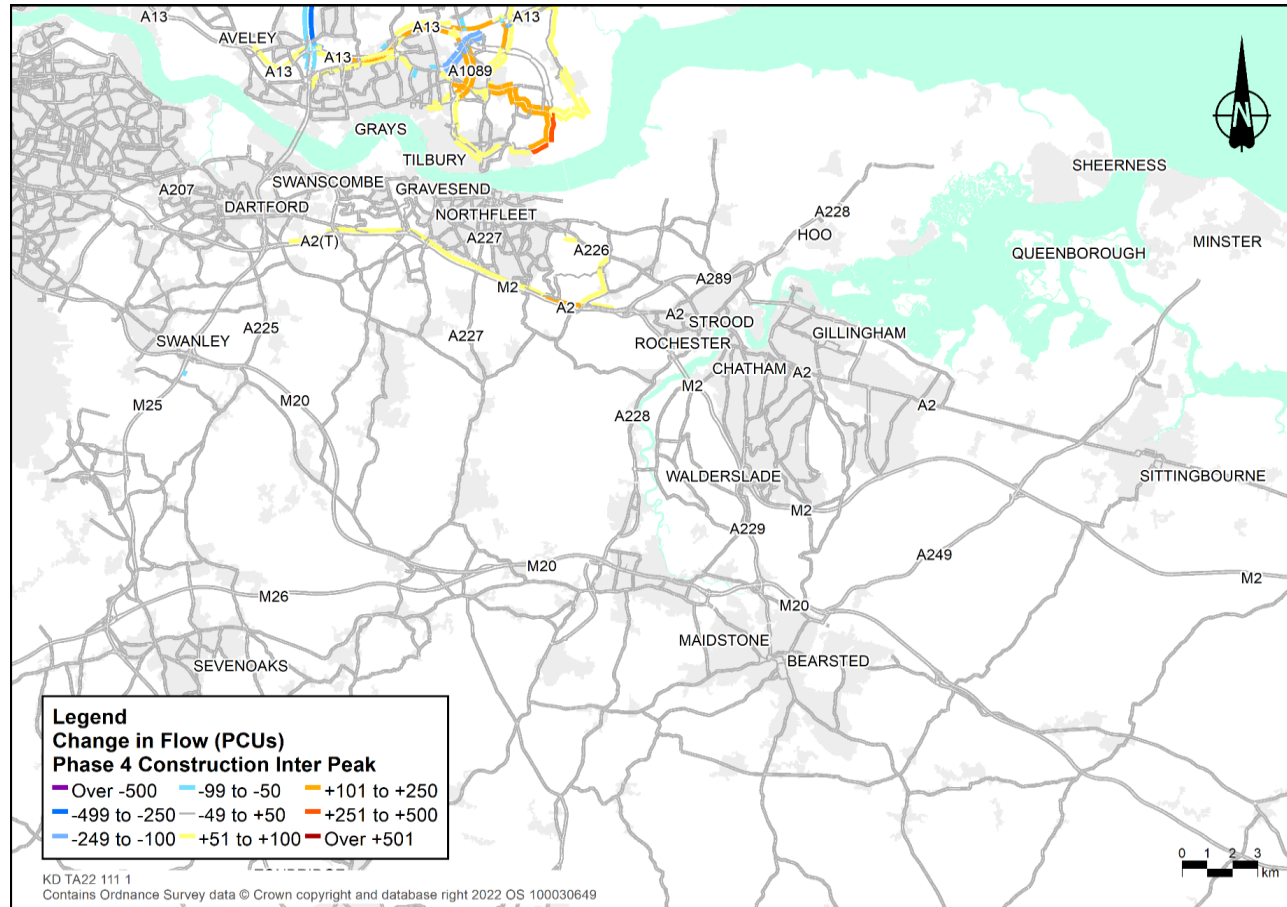 A13
A13
A13
AVELEY
A13
A13
A1089
GRAYS
TILBURY
SHEERNESS
N
A207
SWANSCOMBE
GRAVESEND
DARTFORD
NORTHFLEET
A228
A2(T)
A227
A226
HOO
MINSTER
QUEENBOROUGH
A289
M2
A2
A2
STROOD
SWANLEY
A225
A227
ROCHESTER
GILLINGHAM
CHATHAM
A2
M2
M25
M20
A228
A2
WALDERSLADE
SITTINGBOURNE
M2
A229
A249
M20
M2
M26
M20
MAIDSTONE
SEVENOAKS
BEARSTED
Legend
Change in Flow (PCUs)
Phase 4 Construction Inter Peak
Over -500 -99 to -50 +101 to +250
-499 to -250 -49 to +50 +251 to +500
-249 to -100 +51 to +100 Over +501
0 1 2 3
km
KD TA22 111 1
Contains Ordnance Survey data © Crown copyright and database right 2022 OS 100030649